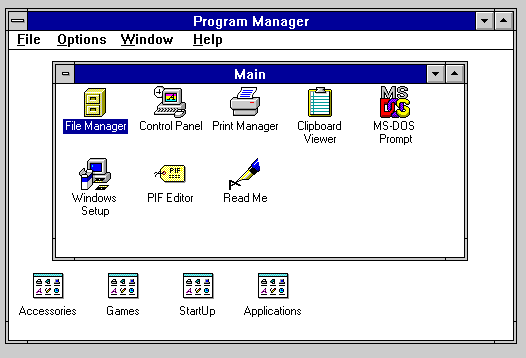 Program Manager
File Options Window Help
Main
MS
DOS
PIF
File Manager Control Panel Print Manager Clipboard Viewer MS-DOS Prompt
Windows Setup PIF Editor Read Me
Accessories Games StartUp Applications